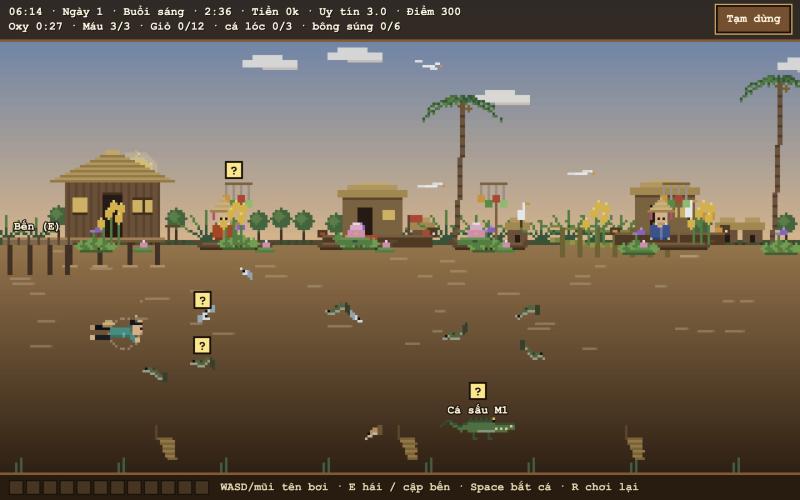 06:14 · Ngày 1 · Buổi sáng · 2:36 · Tiền 0k · Uy tín 3.0 · Điểm 300
Oxy 0:27 · Máu 3/3 · Giỏ 0/12 · cá lóc 0/3 · bông súng 0/6
Tạm dừng
?
Bến (E)
?
?
?
Cá sấu M1
WASD/mũi tên bơi · E hái / cập bến · Space bắt cá · R chơi lại